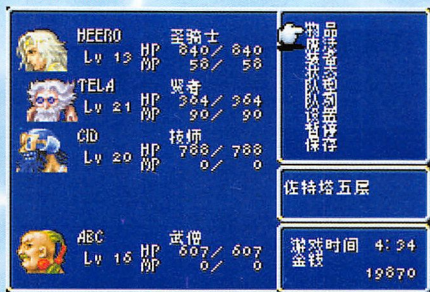 HEERO 圣骑士
Lv 13 HP 840/ 840
MP 58/ 58
TELA 贤者
Lv 21 HP 364/ 364
MP 90/ 90
CID 技师
Lv 20 HP 788/ 788
MP 0/ 0
ABC 武僧
Lv 16 HP 607/ 607
MP 0/ 0
物品
魔法
装备
状态
队型
队列
设置
暂停
保存
佐特塔五层
游戏时间 4:34
金钱
19870